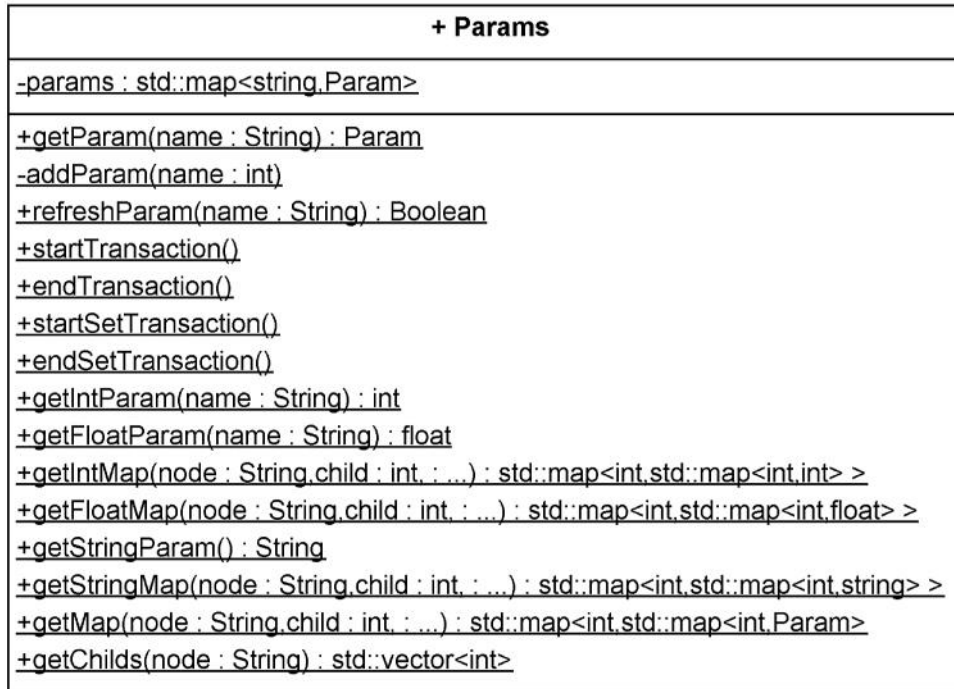 + Params
-params : std::map<string,Param>
+getParam(name : String) : Param
-addParam(name : int)
+refreshParam(name : String) : Boolean
+startTransaction()
+endTransaction()
+startSetTransaction()
+endSetTransaction()
+getIntParam(name : String) : int
+getFloatParam(name : String) : float
+getIntMap(node : String,child : int, : ...) : std::map<int,std::map<int,int> >
+getFloatMap(node : String,child : int, : ...) : std::map<int,std::map<int,float> >
+getStringParam() : String
+getStringMap(node : String,child : int, : ...) : std::map<int,std::map<int,string> >
+getMap(node : String,child : int, : ...) : std::map<int,std::map<int,Param>
+getChilds(node : String) : std::vector<int>